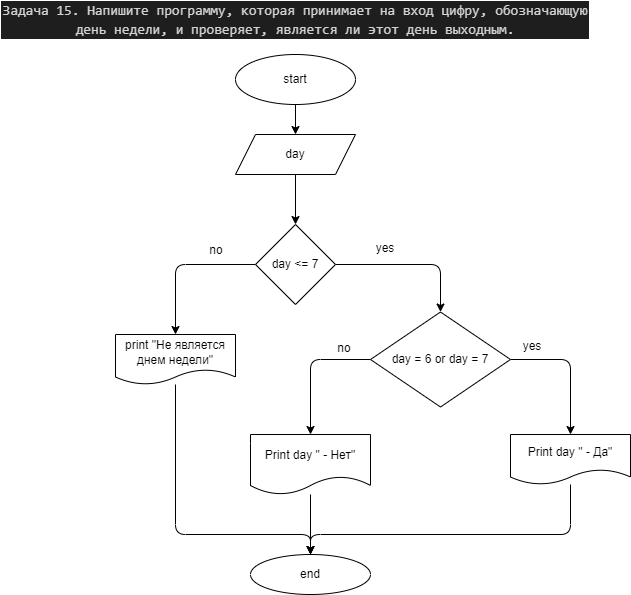 Задача 15. Напишите программу, которая принимает на вход цифру, обозначающую
день недели, и проверяет, является ли этот день выходным.
start
day
no
yes
day <= 7
print "Не является
днем недели"
no
yes
day = 6 or day = 7
Print day " - Нет"
Print day " - Да"
end